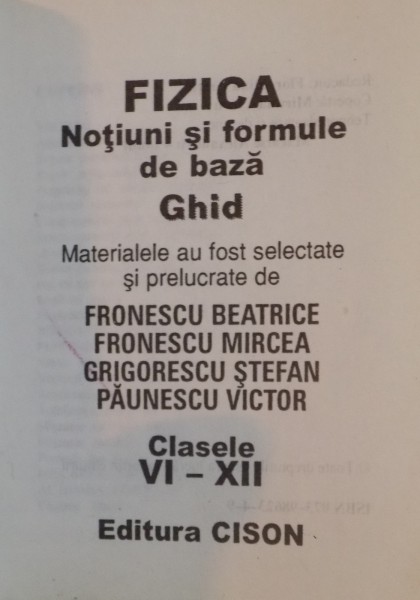 FIZICA
Noţiuni şi formule
de bază
Ghid
Materialele au fost selectate
şi prelucrate de
FRONESCU BEATRICE
FRONESCU MIRCEA
GRIGORESCU ŞTEFAN
PĂUNESCU VICTOR
Clasele
VI – XII
Editura CISON